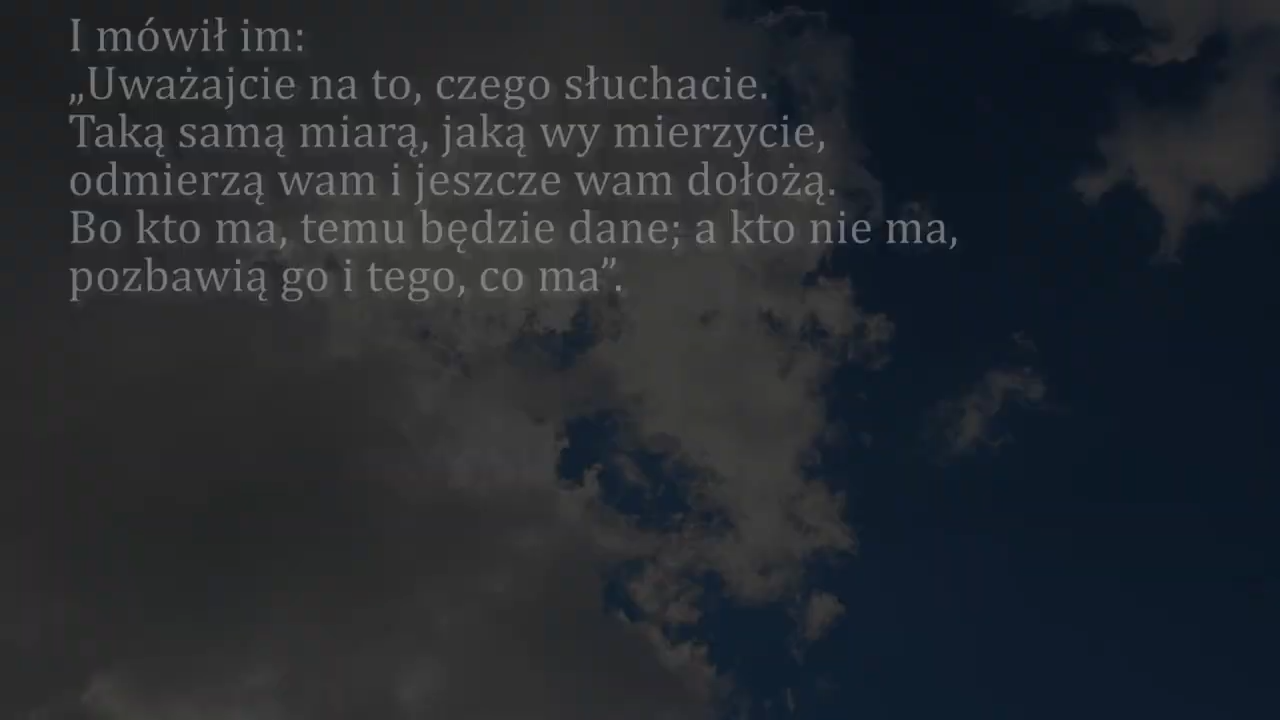 I mówił im:
„Uważajcie na to, czego słuchacie.
Taką samą miarą, jaką wy mierzycie,
odmierzą wam i jeszcze wam dołożą.
Bo kto ma, temu będzie dane; a kto nie ma,
pozbawią go i tego, co ma”.